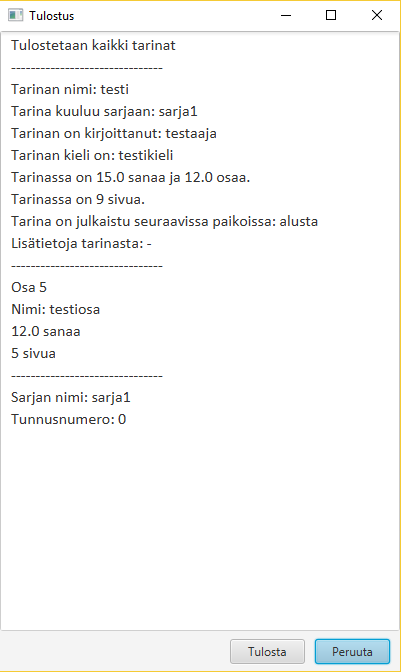 Tulostus
Tulostetaan kaikki tarinat
-------------------------------
Tarinan nimi: testi
Tarina kuuluu sarjaan: sarja1
Tarinan on kirjoittanut: testaaja
Tarinan kieli on: testikieli
Tarinassa on 15.0 sanaa ja 12.0 osaa.
Tarinassa on 9 sivua.
Tarina on julkaistu seuraavissa paikoissa: alusta
Lisätietoja tarinasta: -
-------------------------------
Osa 5
Nimi: testiosa
12.0 sanaa
5 sivua
-------------------------------
Sarjan nimi: sarja1
Tunnusnumero: 0
Tulosta Peruuta